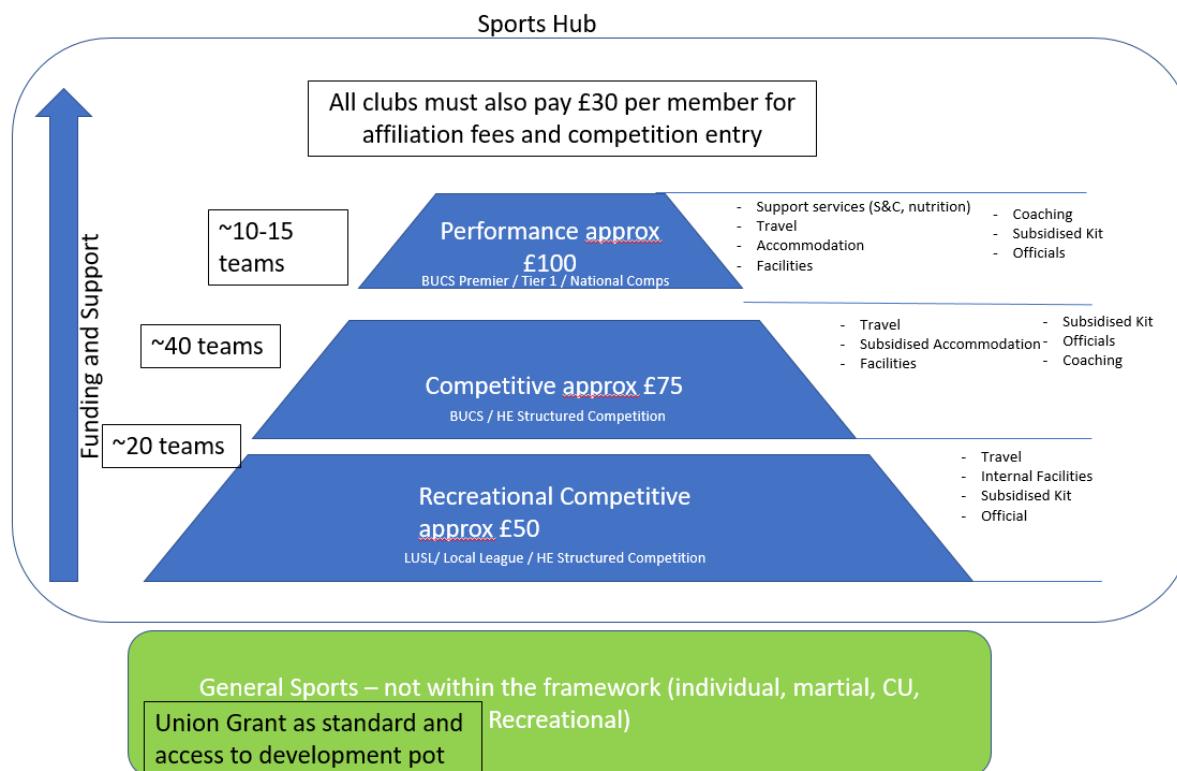 Sports Hub
All clubs must also pay £30 per member for
affiliation fees and competition entry
Funding and Support
~10-15
teams
Performance approx
£100
BUCS Premier / Tier 1 / National Comps
- Support services (S&C, nutrition)
- Travel
- Accommodation
- Facilities
- Coaching
- Subsidised Kit
- Officials
~40 teams
Competitive approx £75
BUCS / HE Structured Competition
- Travel
- Subsidised Accommodation
- Facilities
- Subsidised Kit
- Officials
- Coaching
~20 teams
Recreational Competitive
approx £50
LUSL/ Local League / HE Structured Competition
- Travel
- Internal Facilities
- Subsidised Kit
- Official
General Sports – not within the framework (individual, martial, CU,
Recreational)
Union Grant as standard and
access to development pot